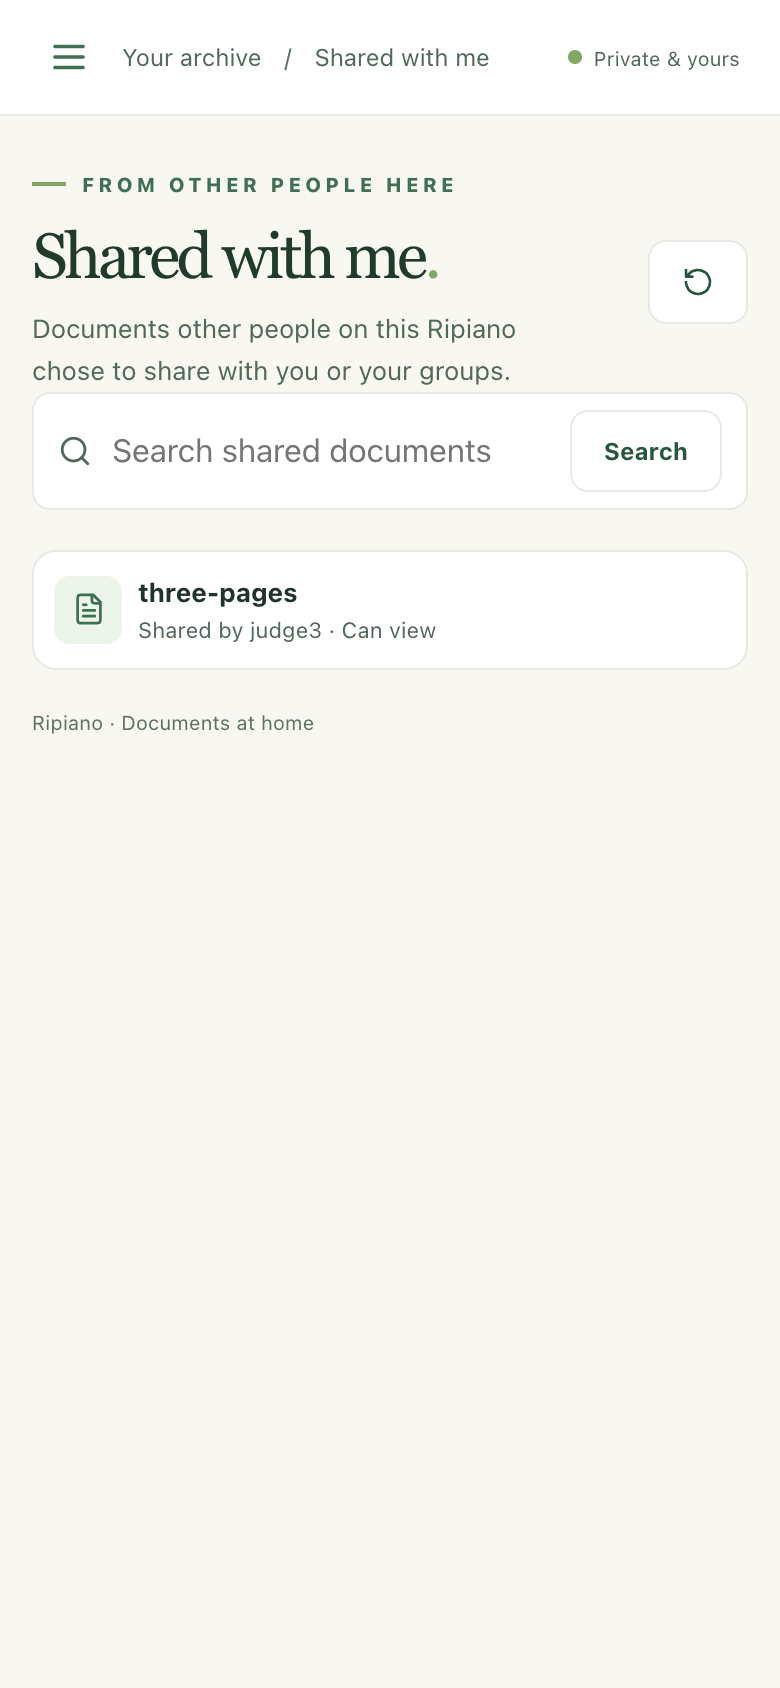 Your archive / Shared with me
Private & yours
FROM OTHER PEOPLE HERE
Shared with me.
Documents other people on this Ripiano
chose to share with you or your groups.
Search shared documents
Search
three-pages
Shared by judge3 · Can view
Ripiano · Documents at home